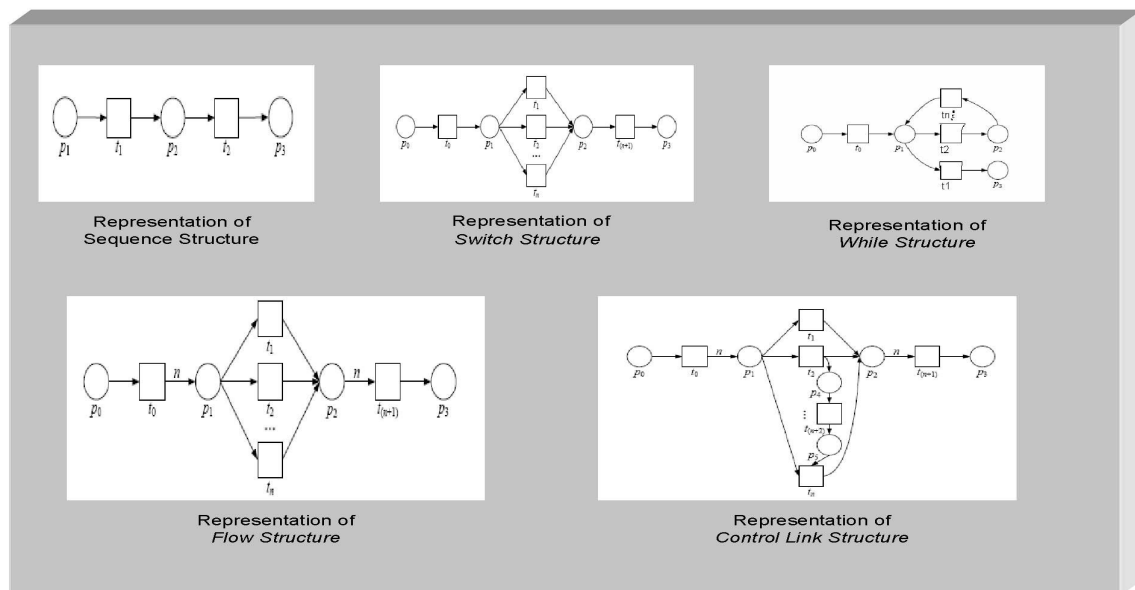 p₁ t₁ p₂ t₂ p₃
Representation of
Sequence Structure
t₁
p₀ t₀ p₁ t₂ p₂ t₍ₙ₊₁₎ p₃
...
tₙ
Representation of
Switch Structure
p₀ t₀ p₁ t2 p₂
t1 p₃
Representation of
While Structure
t₁
n n
p₀ t₀ p₁ t₂ p₂ t₍ₙ₊₁₎ p₃
...
tₙ
Representation of
Flow Structure
t₁
n n
p₀ t₀ p₁ t₂ p₂ t₍ₙ₊₁₎ p₃
p₄
⋮ t₍ₙ₊₂₎
p₅
tₙ
Representation of
Control Link Structure